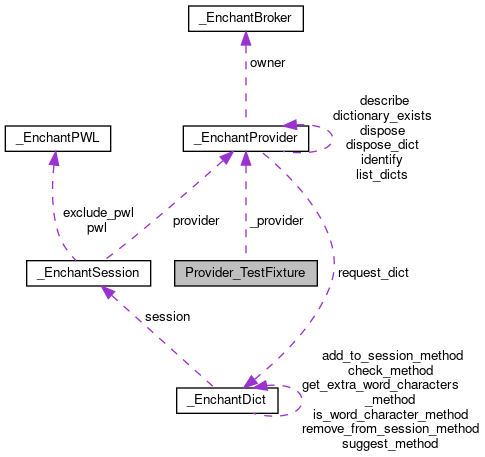 _EnchantBroker
owner
describe
dictionary_exists
dispose
dispose_dict
identify
list_dicts
_EnchantPWL
_EnchantProvider
exclude_pwl
pwl
provider
_provider
_EnchantSession
Provider_TestFixture
request_dict
session
add_to_session_method
check_method
get_extra_word_characters
_method
is_word_character_method
remove_from_session_method
suggest_method
_EnchantDict